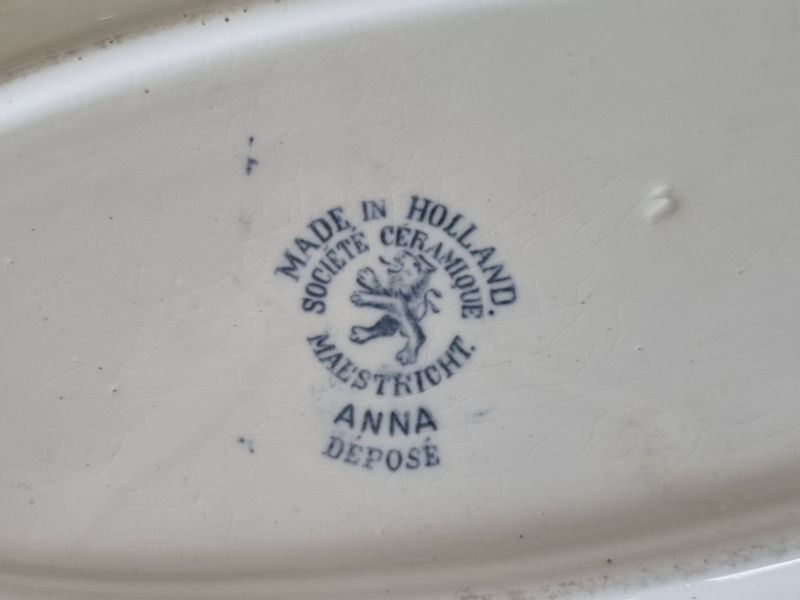 MADE IN HOLLAND.
SOCIÉTÉ CÉRAMIQUE
MAESTRICHT.
ANNA
DÉPOSÉ